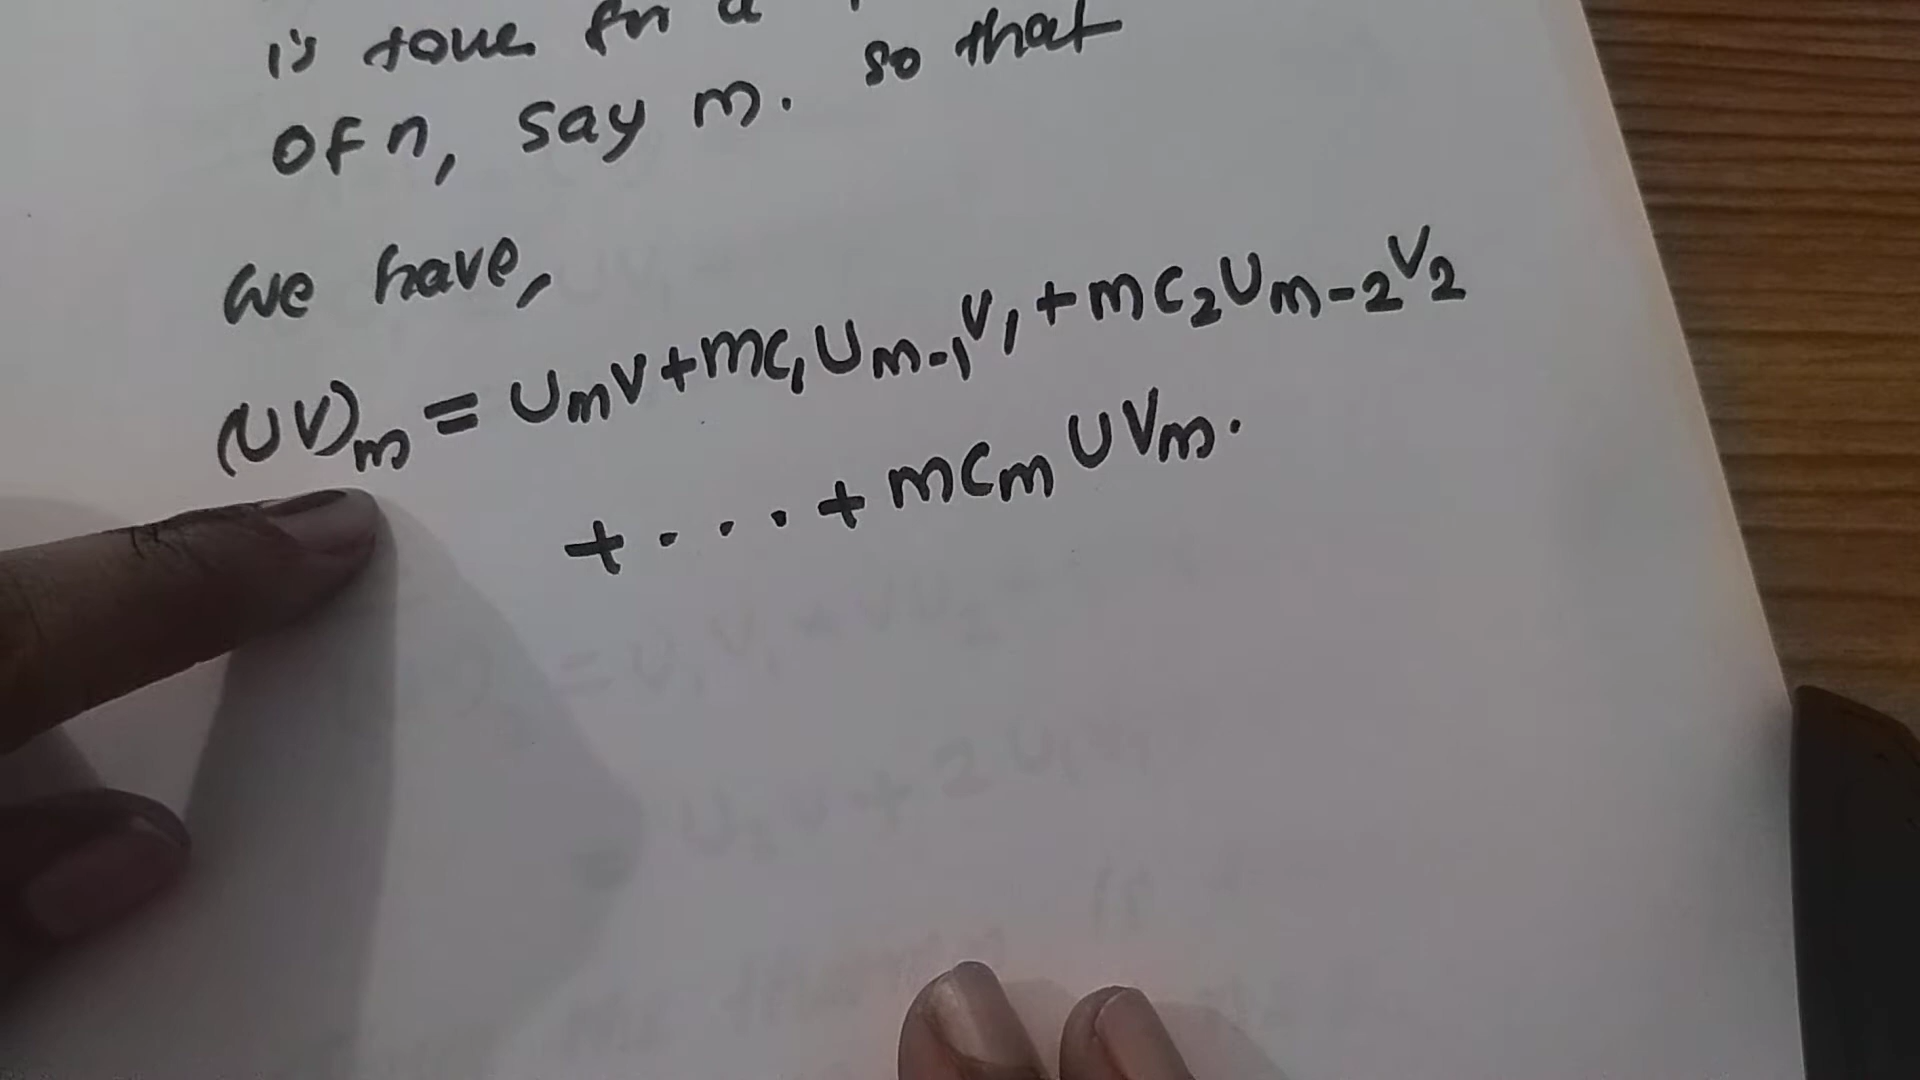 is true for a
of n, say m. so that
we have,
(UV)m = UmV + mC1Um-1V1 + mC2Um-2V2
+ . . . . + mCm UVm.